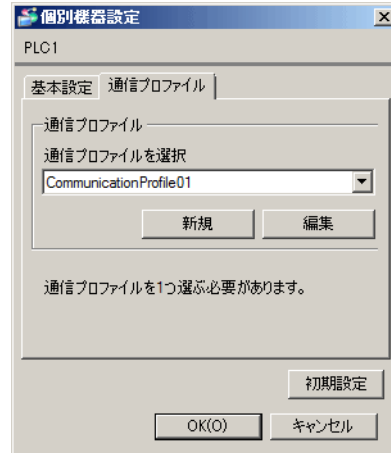 個別機器設定
PLC1
基本設定 通信プロファイル
通信プロファイル
通信プロファイルを選択
CommunicationProfile01
新規 編集
通信プロファイルを1つ選ぶ必要があります。
初期設定
OK(O) キャンセル